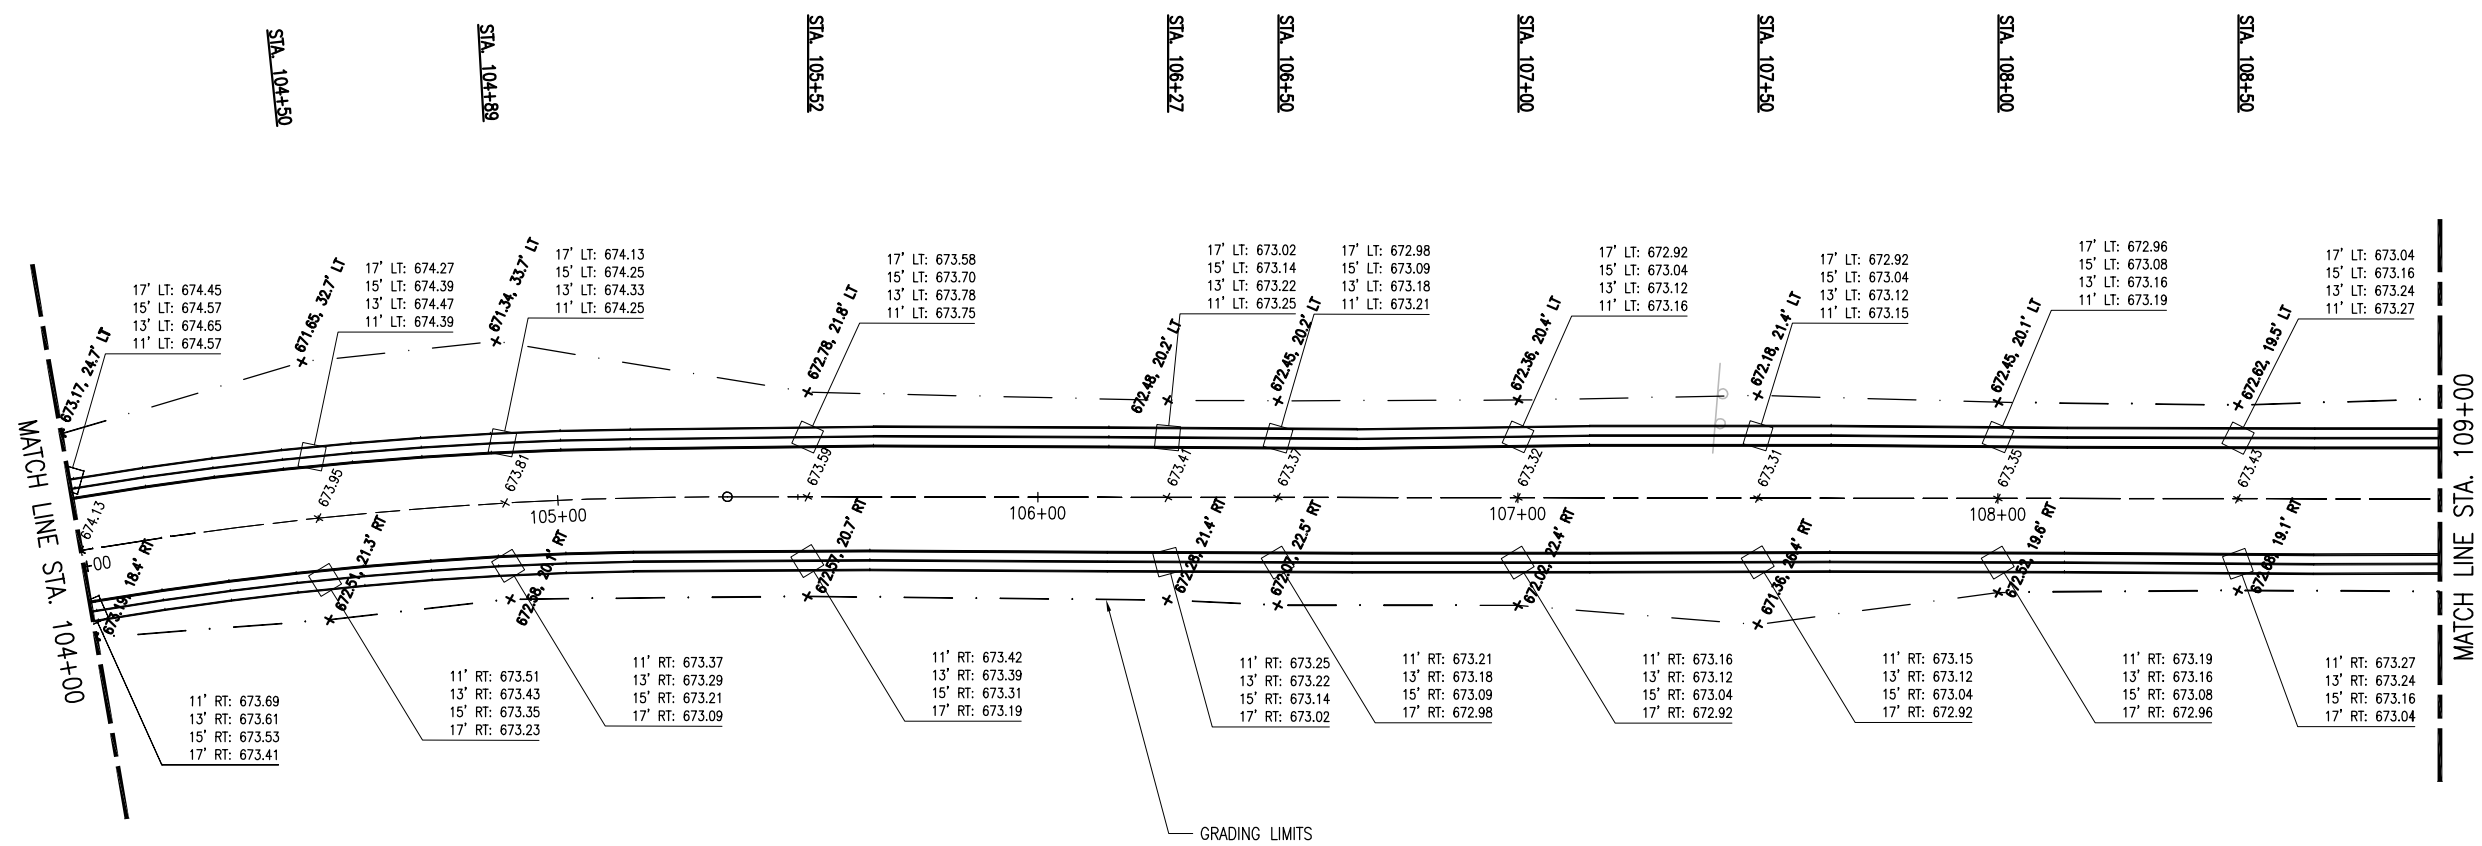 STA. 104+50
STA. 104+89
STA. 105+52
STA. 106+27
STA. 106+50
STA. 107+00
STA. 107+50
STA. 108+00
STA. 108+50
673.17, 24.7' LT
17' LT: 674.45
15' LT: 674.57
13' LT: 674.65
11' LT: 674.57
671.65, 32.7' LT
17' LT: 674.27
15' LT: 674.39
13' LT: 674.47
11' LT: 674.39
671.34, 33.7' LT
17' LT: 674.13
15' LT: 674.25
13' LT: 674.33
11' LT: 674.25
672.78, 21.8' LT
17' LT: 673.58
15' LT: 673.70
13' LT: 673.78
11' LT: 673.75
672.48, 20.2' LT
17' LT: 673.02
15' LT: 673.14
13' LT: 673.22
11' LT: 673.25
672.45, 20.2' LT
17' LT: 672.98
15' LT: 673.09
13' LT: 673.18
11' LT: 673.21
672.36, 20.4' LT
17' LT: 672.92
15' LT: 673.04
13' LT: 673.12
11' LT: 673.16
672.18, 21.4' LT
17' LT: 672.92
15' LT: 673.04
13' LT: 673.12
11' LT: 673.15
672.45, 20.1' LT
17' LT: 672.96
15' LT: 673.08
13' LT: 673.16
11' LT: 673.19
672.62, 19.5' LT
17' LT: 673.04
15' LT: 673.16
13' LT: 673.24
11' LT: 673.27
MATCH LINE STA. 104+00
MATCH LINE STA. 109+00
674.13
673.95
673.81
673.59
673.41
673.37
673.32
673.31
673.35
673.43
+00
105+00
106+00
107+00
108+00
673.19, 18.4' RT
672.51, 21.3' RT
672.58, 20.1' RT
672.57, 20.7' RT
672.28, 21.4' RT
672.07, 22.5' RT
672.02, 22.4' RT
671.36, 26.4' RT
672.52, 19.6' RT
672.68, 19.1' RT
11' RT: 673.69
13' RT: 673.61
15' RT: 673.53
17' RT: 673.41
11' RT: 673.51
13' RT: 673.43
15' RT: 673.35
17' RT: 673.23
11' RT: 673.37
13' RT: 673.29
15' RT: 673.21
17' RT: 673.09
11' RT: 673.42
13' RT: 673.39
15' RT: 673.31
17' RT: 673.19
11' RT: 673.25
13' RT: 673.22
15' RT: 673.14
17' RT: 673.02
11' RT: 673.21
13' RT: 673.18
15' RT: 673.09
17' RT: 672.98
11' RT: 673.16
13' RT: 673.12
15' RT: 673.04
17' RT: 672.92
11' RT: 673.15
13' RT: 673.12
15' RT: 673.04
17' RT: 672.92
11' RT: 673.19
13' RT: 673.16
15' RT: 673.08
17' RT: 672.96
11' RT: 673.27
13' RT: 673.24
15' RT: 673.16
17' RT: 673.04
GRADING LIMITS